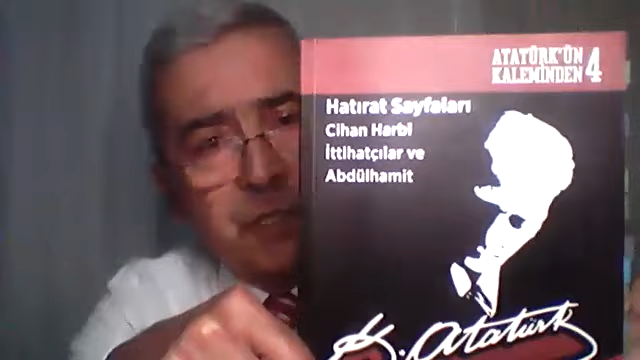 ATATÜRK'ÜN
KALEMİNDEN 4
Hatırat Sayfaları
Cihan Harbi
İttihatçılar ve
Abdülhamit
K. Atatürk